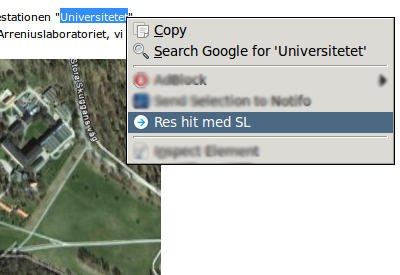 estationen "Universitetet"
Arreniuslaboratoriet, vi
Copy
Search Google for 'Universitetet'
AdBlock
Send Selection to Notifo
Res hit med SL
Inspect Element
Stora Skuggans väg